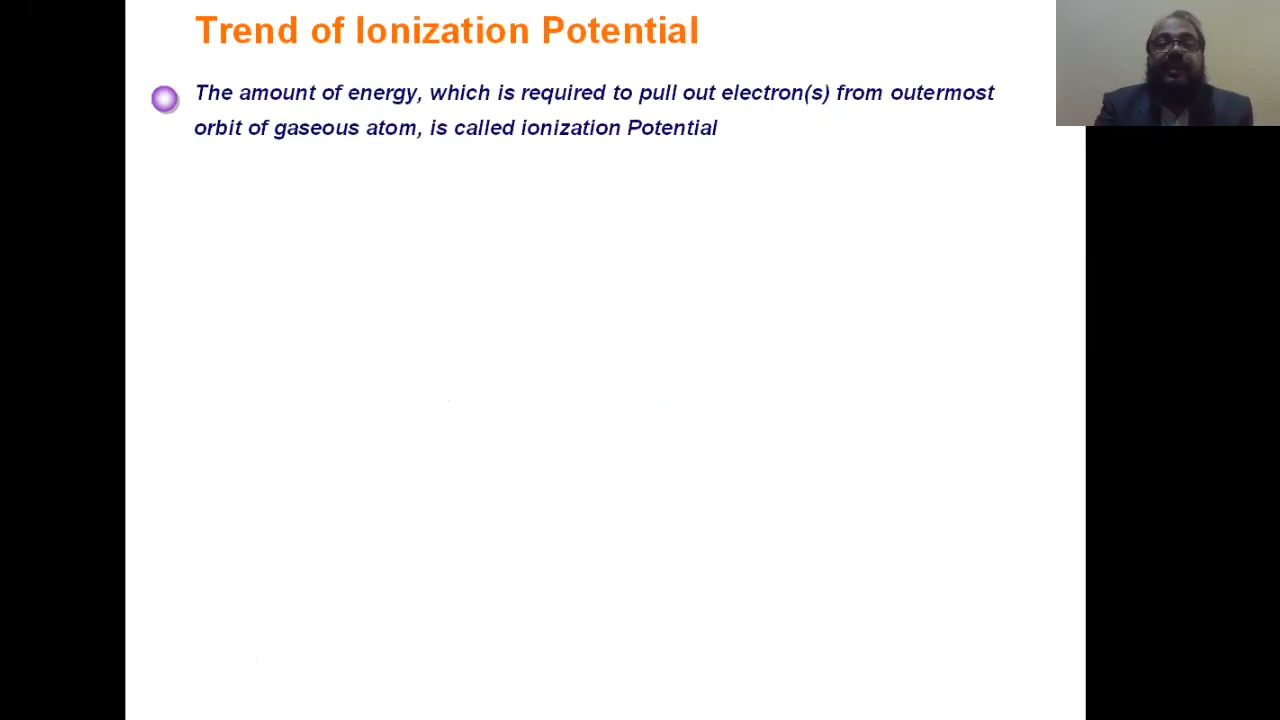 Trend of Ionization Potential
The amount of energy, which is required to pull out electron(s) from outermost
orbit of gaseous atom, is called ionization Potential